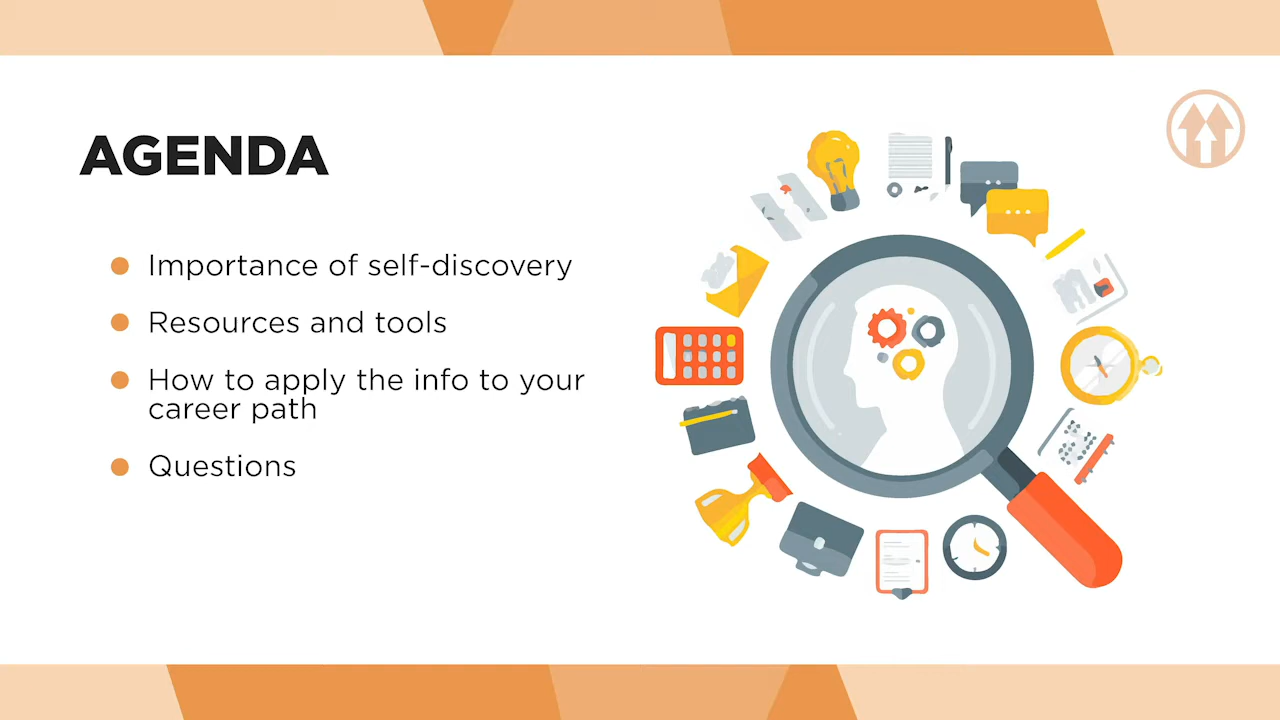 AGENDA
Importance of self-discovery
Resources and tools
How to apply the info to your
career path
Questions